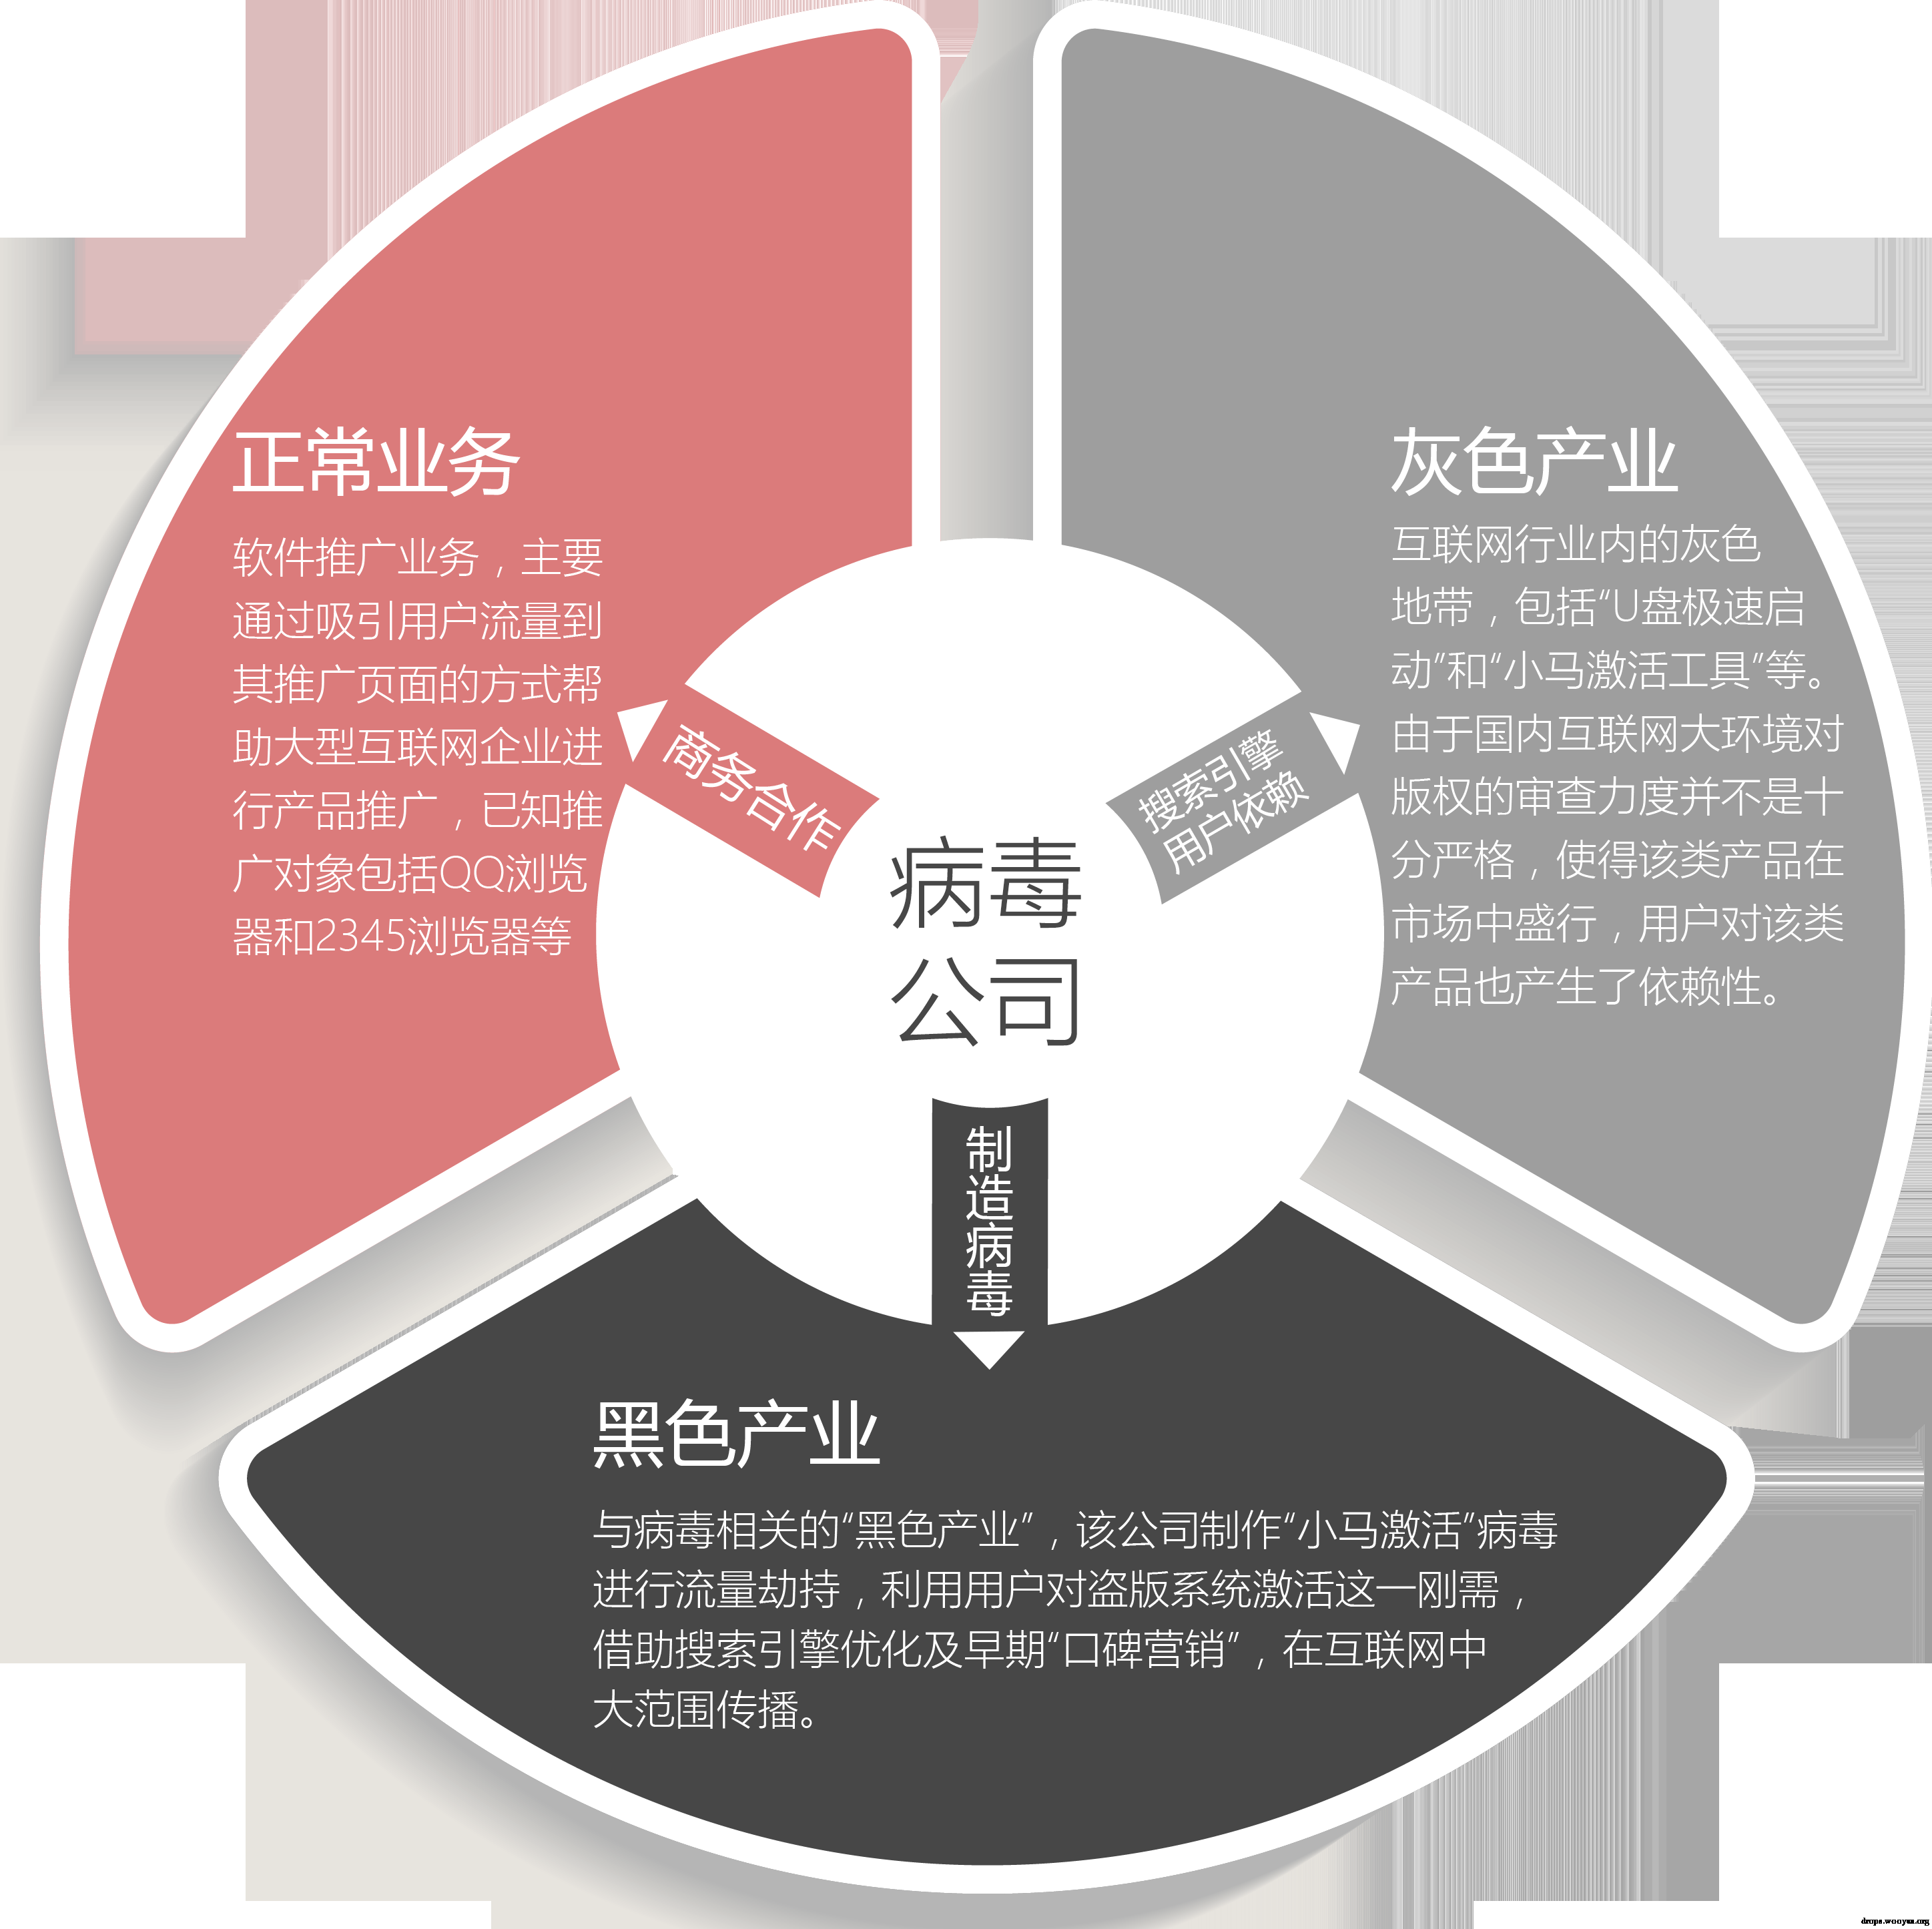 正常业务
软件推广业务，主要
通过吸引用户流量到
其推广页面的方式帮
助大型互联网企业进
行产品推广，已知推
广对象包括QQ浏览
器和2345浏览器等
灰色产业
互联网行业内的灰色
地带，包括“U盘极速启
动”和“小马激活工具”等。
由于国内互联网大环境对
版权的审查力度并不是十
分严格，使得该类产品在
市场中盛行，用户对该类
产品也产生了依赖性。
商务合作
搜索引擎
用户依赖
病毒
公司
制造病毒
黑色产业
与病毒相关的“黑色产业”，该公司制作“小马激活”病毒
进行流量劫持，利用用户对盗版系统激活这一刚需，
借助搜索引擎优化及早期“口碑营销”，在互联网中
大范围传播。
drops.wooyun.org